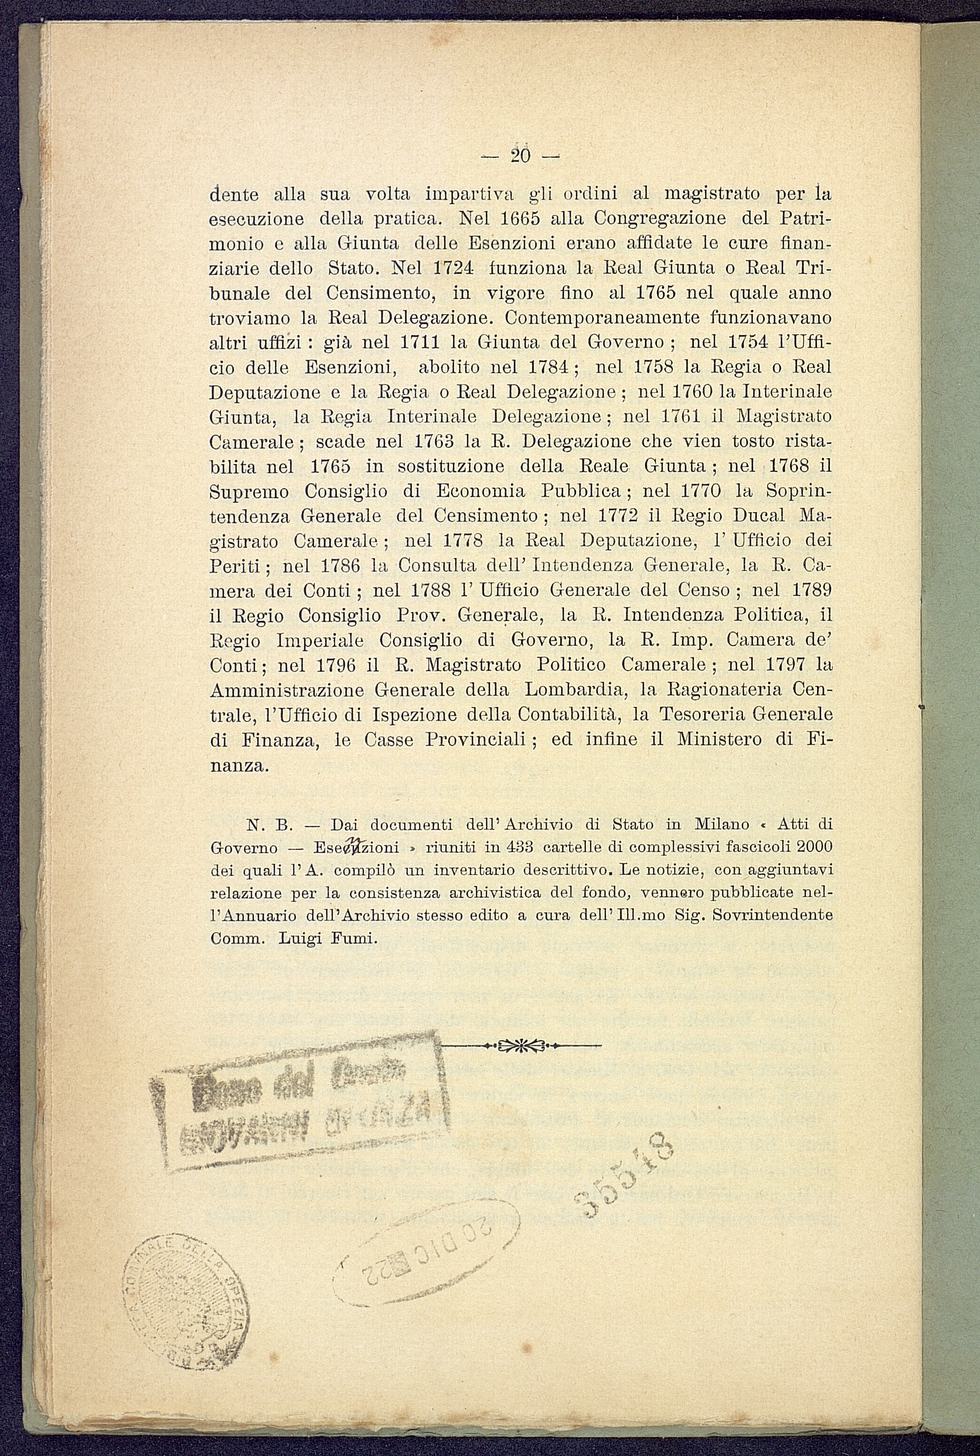 — 20 —
dente alla sua volta impartiva gli ordini al magistrato per la
esecuzione della pratica. Nel 1665 alla Congregazione del Patri-
monio e alla Giunta delle Esenzioni erano affidate le cure finan-
ziarie dello Stato. Nel 1724 funziona la Real Giunta o Real Tri-
bunale del Censimento, in vigore fino al 1765 nel quale anno
troviamo la Real Delegazione. Contemporaneamente funzionavano
altri uffizi : già nel 1711 la Giunta del Governo ; nel 1754 l'Uffi-
cio delle Esenzioni, abolito nel 1784 ; nel 1758 la Regia o Real
Deputazione e la Regia o Real Delegazione ; nel 1760 la Interinale
Giunta, la Regia Interinale Delegazione ; nel 1761 il Magistrato
Camerale ; scade nel 1763 la R. Delegazione che vien tosto rista-
bilita nel 1765 in sostituzione della Reale Giunta ; nel 1768 il
Supremo Consiglio di Economia Pubblica ; nel 1770 la Soprin-
tendenza Generale del Censimento ; nel 1772 il Regio Ducal Ma-
gistrato Camerale ; nel 1778 la Real Deputazione, l' Ufficio dei
Periti ; nel 1786 la Consulta dell' Intendenza Generale, la R. Ca-
mera dei Conti ; nel 1788 l' Ufficio Generale del Censo ; nel 1789
il Regio Consiglio Prov. Generale, la R. Intendenza Politica, il
Regio Imperiale Consiglio di Governo, la R. Imp. Camera de'
Conti ; nel 1796 il R. Magistrato Politico Camerale ; nel 1797 la
Amministrazione Generale della Lombardia, la Ragionateria Cen-
trale, l'Ufficio di Ispezione della Contabilità, la Tesoreria Generale
di Finanza, le Casse Provinciali ; ed infine il Ministero di Fi-
nanza.
N. B. — Dai documenti dell' Archivio di Stato in Milano « Atti di
Governo — Esenzioni » riuniti in 433 cartelle di complessivi fascicoli 2000
dei quali l' A. compilò un inventario descrittivo. Le notizie, con aggiuntavi
relazione per la consistenza archivistica del fondo, vennero pubblicate nel-
l'Annuario dell'Archivio stesso edito a cura dell' Ill.mo Sig. Sovrintendente
Comm. Luigi Fumi.
Dono del Conte
GIOVANNI SFORZA
35548
20 DIC 22
COMUNALE DELLA SPEZIA